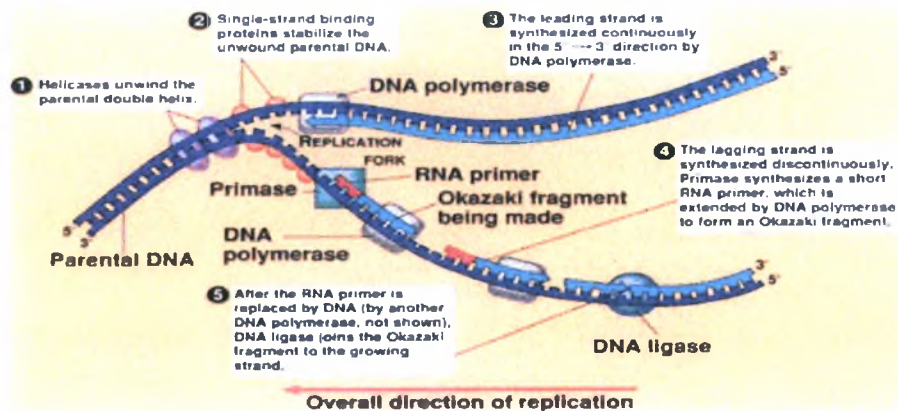 2 Single-strand binding
proteins stabilize the
unwound parental DNA.
3 The leading strand is
synthesized continuously
in the 5' → 3' direction by
DNA polymerase.
1 Helicases unwind the
parental double helix.
DNA polymerase
3'
5'
REPLICATION
FORK
4 The lagging strand is
synthesized discontinuously.
Primase synthesizes a short
RNA primer, which is
extended by DNA polymerase
to form an Okazaki fragment.
RNA primer
Primase
Okazaki fragment
being made
5'
3'
Parental DNA
DNA
polymerase
3'
5'
5 After the RNA primer is
replaced by DNA (by another
DNA polymerase, not shown),
DNA ligase joins the Okazaki
fragment to the growing
strand.
DNA ligase
Overall direction of replication